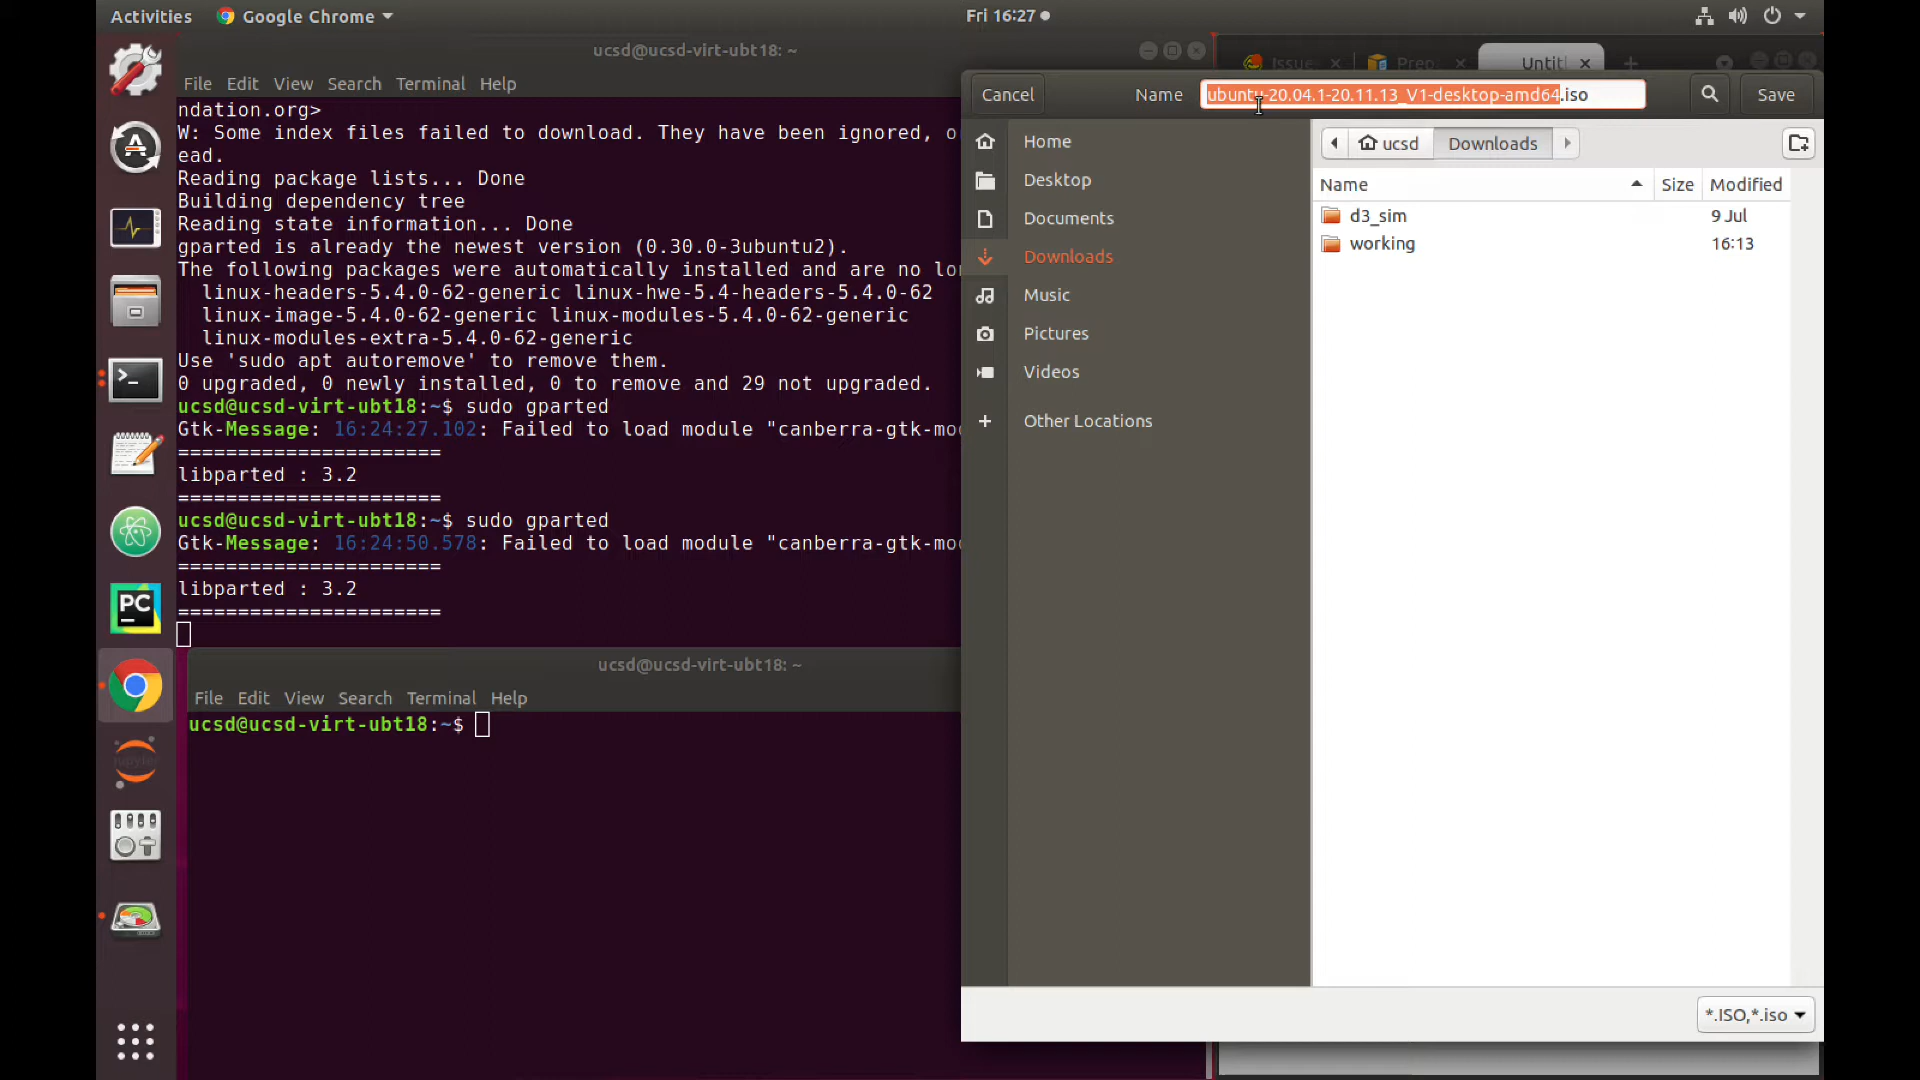 Activities Google Chrome Fri 16:27
ucsd@ucsd-virt-ubt18: ~
File Edit View Search Terminal Help
ndation.org>
W: Some index files failed to download. They have been ignored, o
ead.
Reading package lists... Done
Building dependency tree
Reading state information... Done
gparted is already the newest version (0.30.0-3ubuntu2).
The following packages were automatically installed and are no lo
linux-headers-5.4.0-62-generic linux-hwe-5.4-headers-5.4.0-62
linux-image-5.4.0-62-generic linux-modules-5.4.0-62-generic
linux-modules-extra-5.4.0-62-generic
Use 'sudo apt autoremove' to remove them.
0 upgraded, 0 newly installed, 0 to remove and 29 not upgraded.
ucsd@ucsd-virt-ubt18:~$ sudo gparted
Gtk-Message: 16:24:27.102: Failed to load module "canberra-gtk-mo
======================
libparted : 3.2
======================
ucsd@ucsd-virt-ubt18:~$ sudo gparted
Gtk-Message: 16:24:50.578: Failed to load module "canberra-gtk-mo
======================
libparted : 3.2
======================
ucsd@ucsd-virt-ubt18: ~
File Edit View Search Terminal Help
ucsd@ucsd-virt-ubt18:~$
PC
jupyter
Issue Prep Untit
Cancel Name ubuntu-20.04.1-20.11.13_V1-desktop-amd64.iso Save
Home
Desktop
Documents
Downloads
Music
Pictures
Videos
Other Locations
ucsd Downloads
Name Size Modified
d3_sim 9 Jul
working 16:13
*.ISO,*.iso